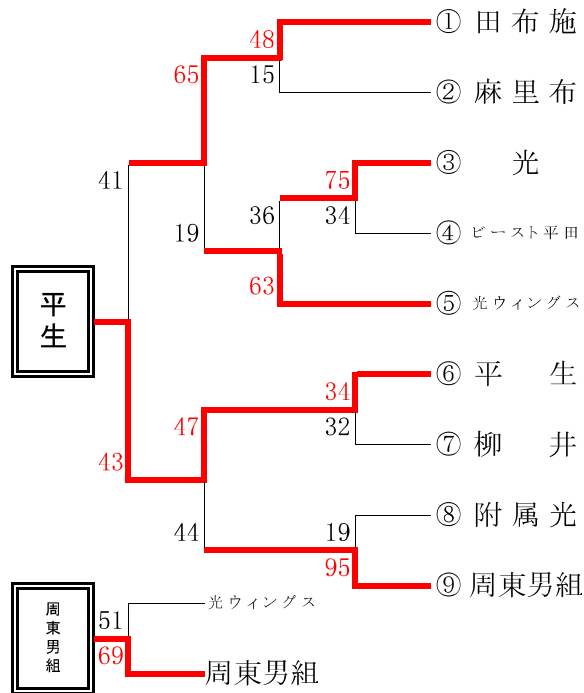 48
① 田布施
65
15
② 麻里布
41
75
③ 光
36
34
19
④ ビースト平田
63
⑤ 光ウィングス
平生
34
⑥ 平生
47
32
⑦ 柳井
43
44
19
⑧ 附属光
95
⑨ 周東男組
周東男組
51
光ウィングス
69
周東男組